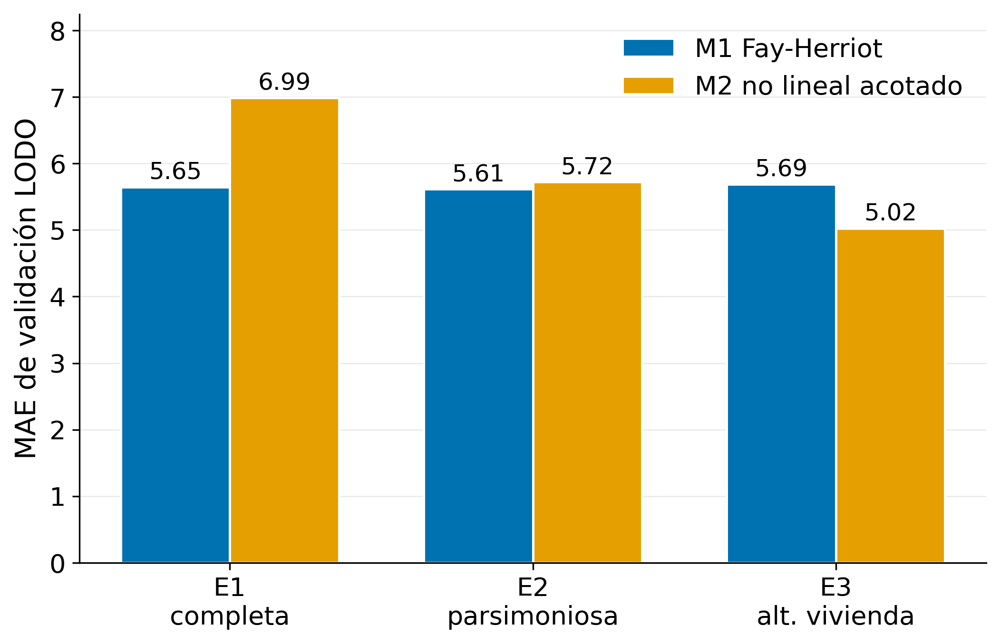 MAE de validación LODO
8
7
6
5
4
3
2
1
0
M1 Fay-Herriot
M2 no lineal acotado
5.65
6.99
5.61
5.72
5.69
5.02
E1
completa
E2
parsimoniosa
E3
alt. vivienda